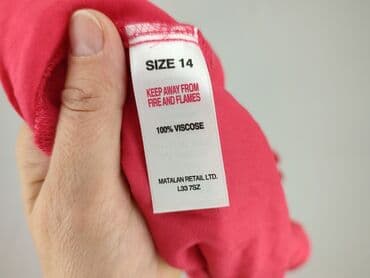 SIZE 14
KEEP AWAY FROM
FIRE AND FLAMES
100% VISCOSE
MATALAN RETAIL LTD.
L33 7SZ